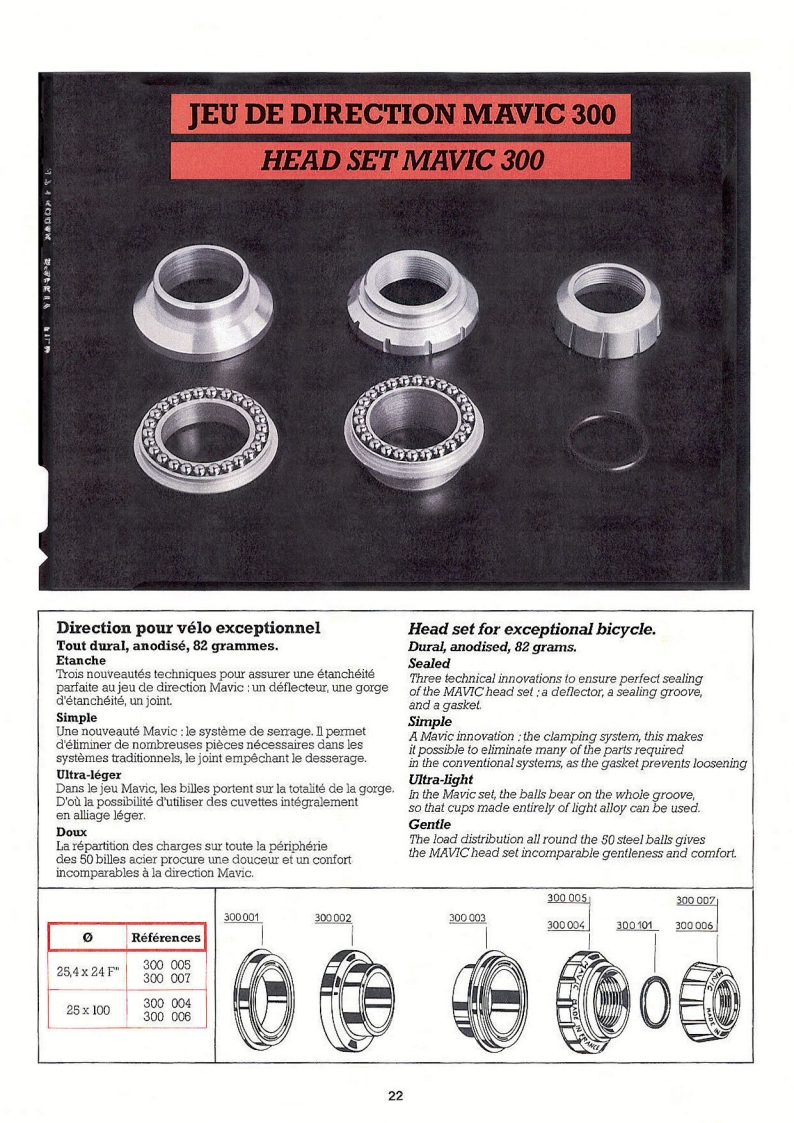 JEU DE DIRECTION MAVIC 300
HEAD SET MAVIC 300
Direction pour vélo exceptionnel
Tout dural, anodisé, 82 grammes.
Etanche
Trois nouveautés techniques pour assurer une étanchéité
parfaite au jeu de direction Mavic : un déflecteur, une gorge
d'étanchéité, un joint.
Simple
Une nouveauté Mavic : le système de serrage. Il permet
d'éliminer de nombreuses pièces nécessaires dans les
systèmes traditionnels, le joint empêchant le desserage.
Ultra-léger
Dans le jeu Mavic, les billes portent sur la totalité de la gorge.
D'où la possibilité d'utiliser des cuvettes intégralement
en alliage léger.
Doux
La répartition des charges sur toute la périphérie
des 50 billes acier procure une douceur et un confort
incomparables à la direction Mavic.
Head set for exceptional bicycle.
Dural, anodised, 82 grams.
Sealed
Three technical innovations to ensure perfect sealing
of the MAVIC head set : a deflector, a sealing groove,
and a gasket.
Simple
A Mavic innovation : the clamping system, this makes
it possible to eliminate many of the parts required
in the conventional systems, as the gasket prevents loosening
Ultra-light
In the Mavic set, the balls bear on the whole groove,
so that cups made entirely of light alloy can be used.
Gentle
The load distribution all round the 50 steel balls gives
the MAVIC head set incomparable gentleness and comfort.
Ø Références
25,4 x 24 F" 300 005
300 007
25 x 100 300 004
300 006
300 001
300 002
300 003
300 005
300 004
300 101
300 007
300 006
MAVIC MADE IN FRANCE
MAVIC
MADE IN
22